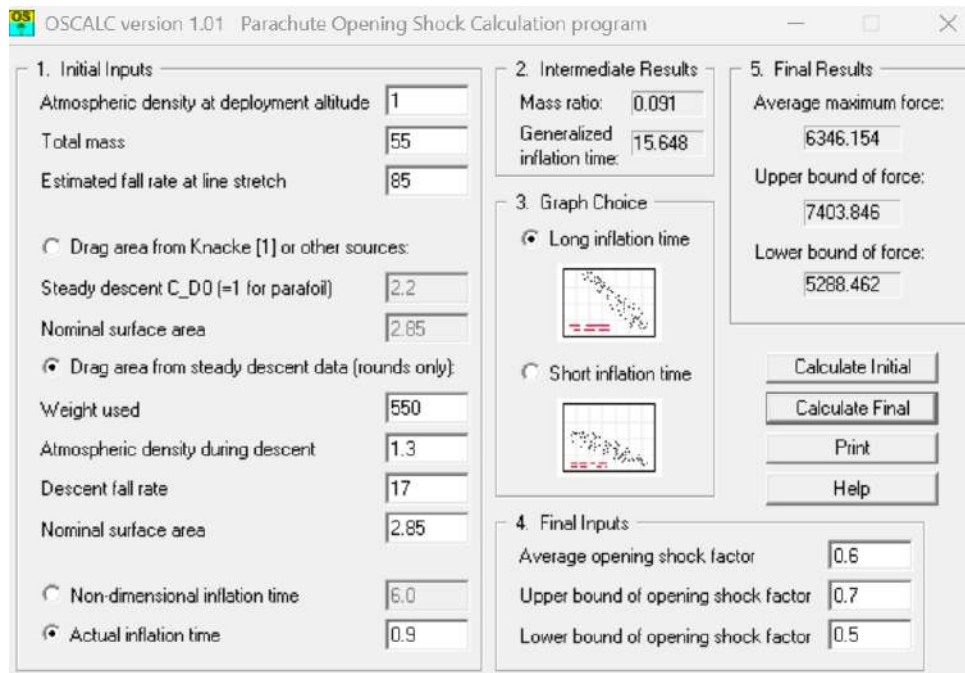 OS
OSCALC version 1.01 Parachute Opening Shock Calculation program
1. Initial Inputs
Atmospheric density at deployment altitude 1
Total mass 55
Estimated fall rate at line stretch 85
Drag area from Knacke [1] or other sources:
Steady descent C_D0 (=1 for parafoil) 2.2
Nominal surface area 2.85
Drag area from steady descent data (rounds only):
Weight used 550
Atmospheric density during descent 1.3
Descent fall rate 17
Nominal surface area 2.85
Non-dimensional inflation time 6.0
Actual inflation time 0.9
2. Intermediate Results
Mass ratio: 0.091
Generalized
inflation time: 15.648
3. Graph Choice
Long inflation time
Short inflation time
4. Final Inputs
Average opening shock factor 0.6
Upper bound of opening shock factor 0.7
Lower bound of opening shock factor 0.5
5. Final Results
Average maximum force:
6346.154
Upper bound of force:
7403.846
Lower bound of force:
5288.462
Calculate Initial
Calculate Final
Print
Help